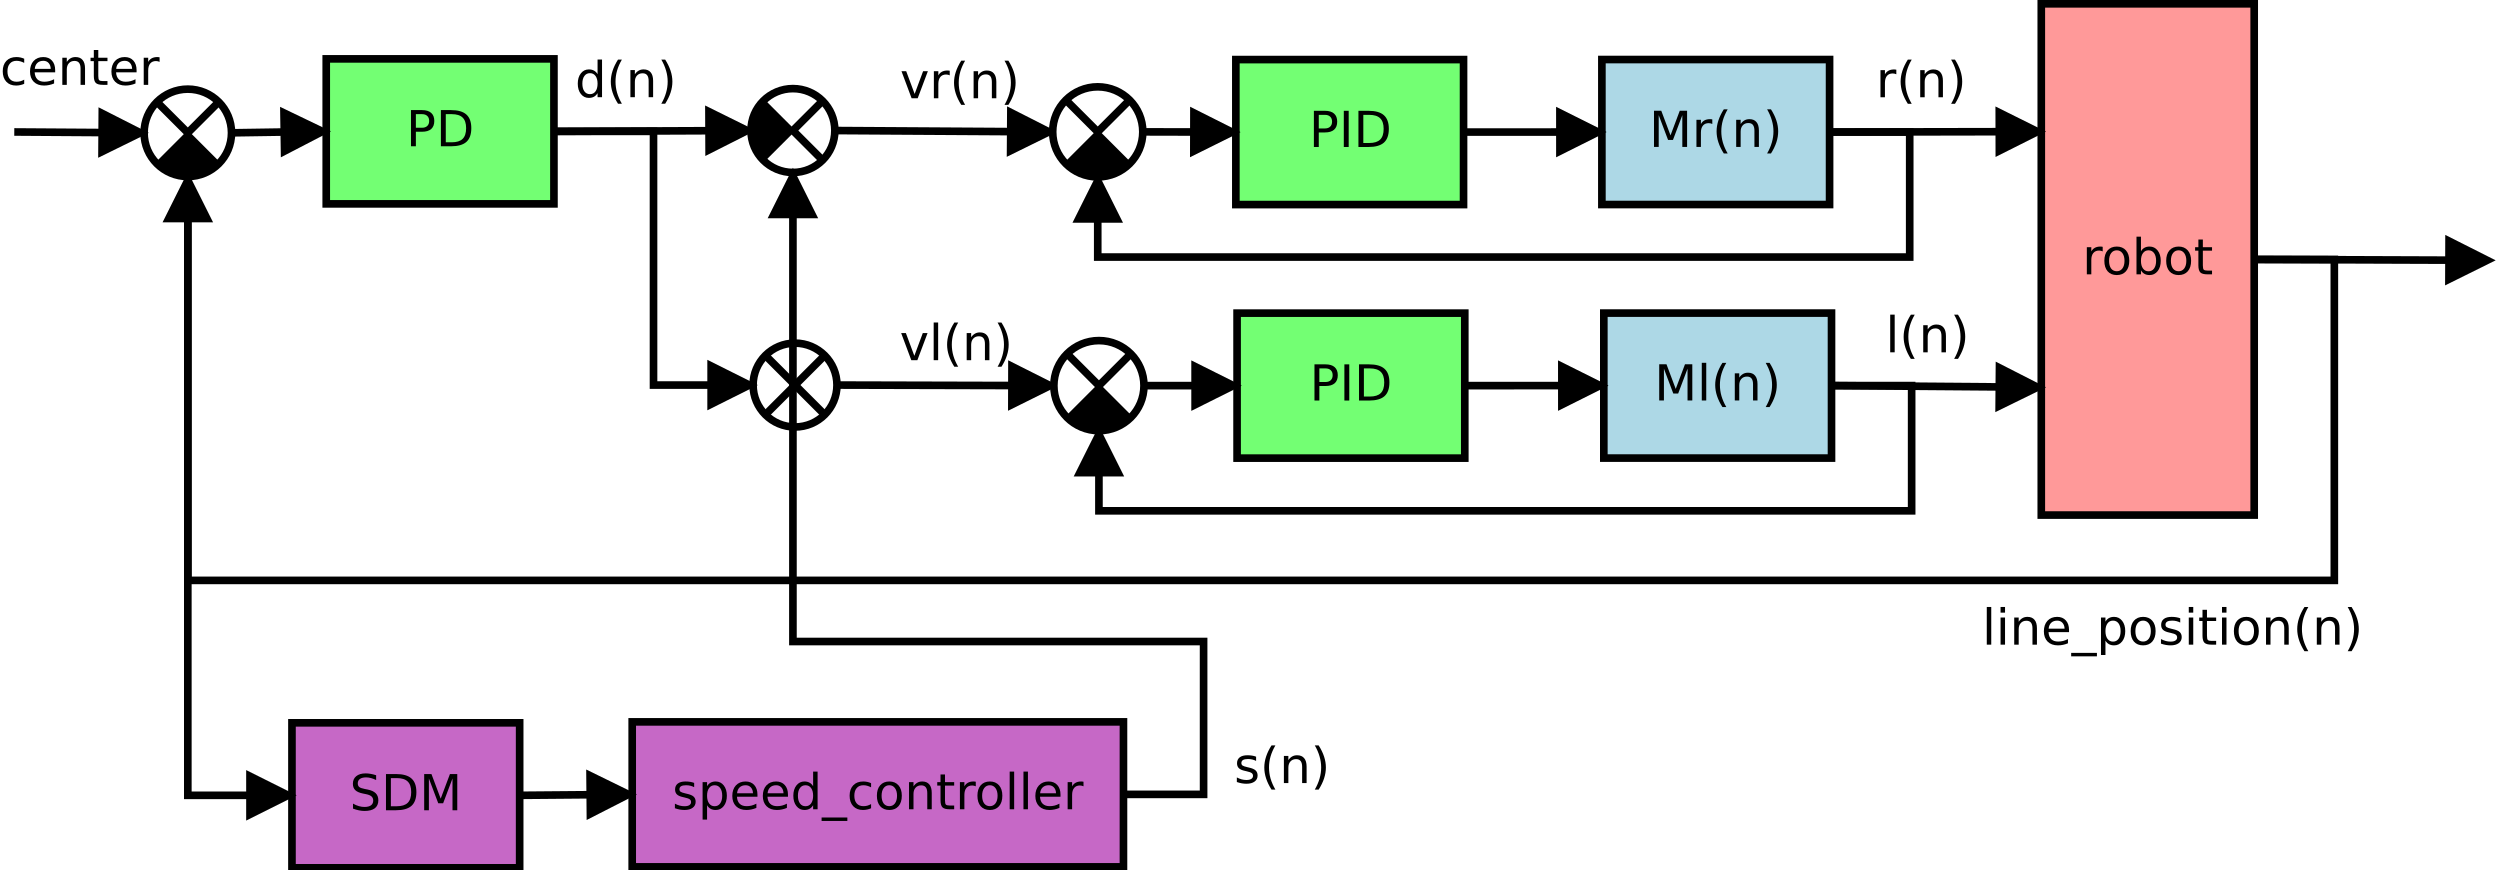 center
PD
d(n)
vr(n)
PID
Mr(n)
r(n)
robot
vl(n)
PID
Ml(n)
l(n)
line_position(n)
SDM
speed_controller
s(n)